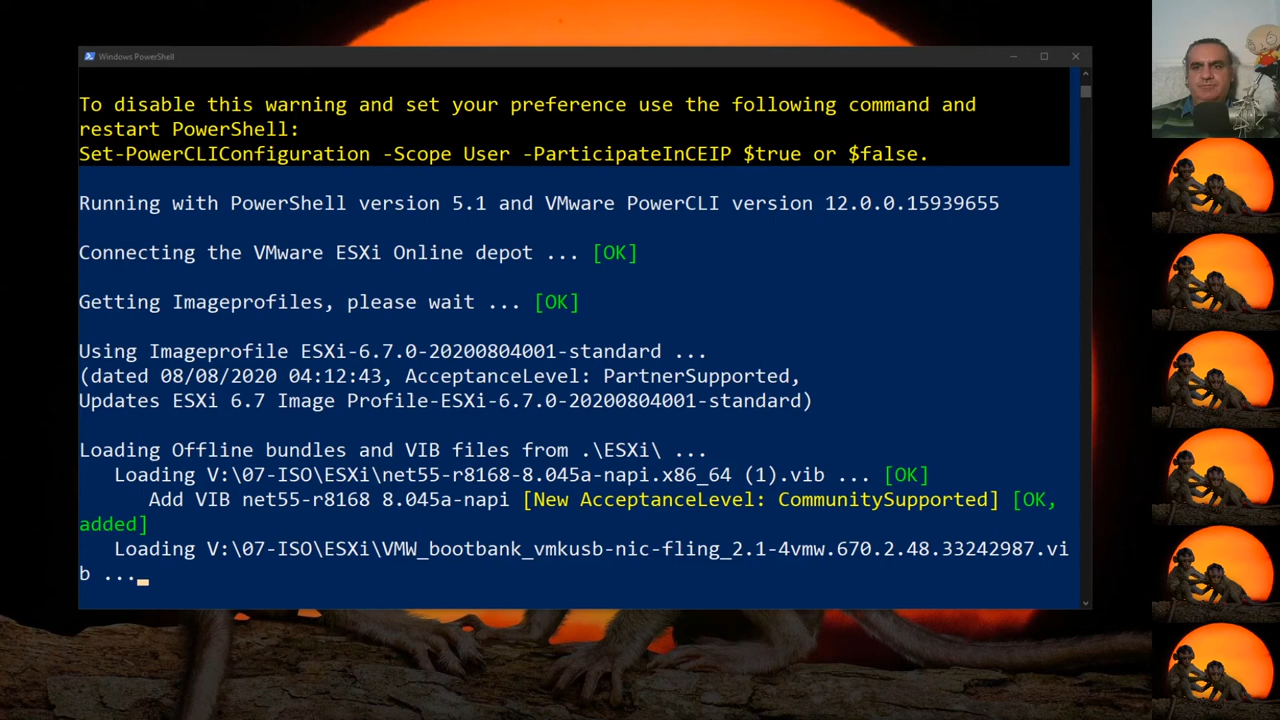 Windows PowerShell
To disable this warning and set your preference use the following command and
restart PowerShell:
Set-PowerCLIConfiguration -Scope User -ParticipateInCEIP $true or $false.
Running with PowerShell version 5.1 and VMware PowerCLI version 12.0.0.15939655
Connecting the VMware ESXi Online depot ... [OK]
Getting Imageprofiles, please wait ... [OK]
Using Imageprofile ESXi-6.7.0-20200804001-standard ...
(dated 08/08/2020 04:12:43, AcceptanceLevel: PartnerSupported,
Updates ESXi 6.7 Image Profile-ESXi-6.7.0-20200804001-standard)
Loading Offline bundles and VIB files from .\ESXi\ ...
Loading V:\07-ISO\ESXi\net55-r8168-8.045a-napi.x86_64 (1).vib ... [OK]
Add VIB net55-r8168 8.045a-napi [New AcceptanceLevel: CommunitySupported] [OK,
added]
Loading V:\07-ISO\ESXi\VMW_bootbank_vmkusb-nic-fling_2.1-4vmw.670.2.48.33242987.vi
b ...